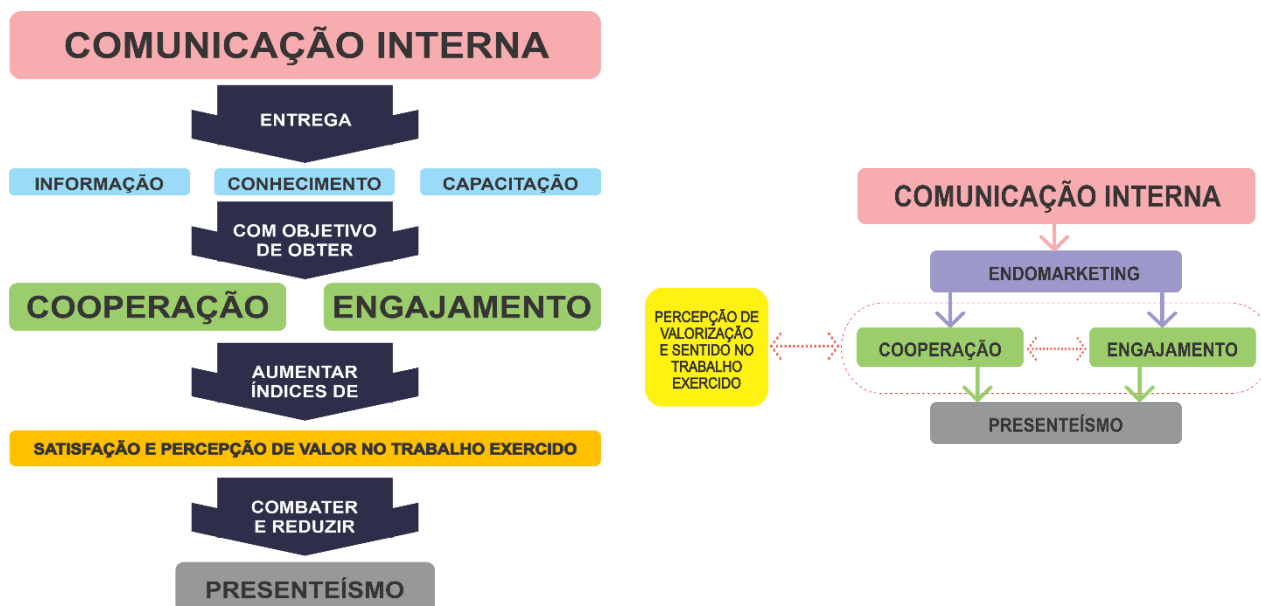 COMUNICAÇÃO INTERNA
ENTREGA
INFORMAÇÃO
CONHECIMENTO
CAPACITAÇÃO
COM OBJETIVO
DE OBTER
COOPERAÇÃO
ENGAJAMENTO
AUMENTAR
ÍNDICES DE
SATISFAÇÃO E PERCEPÇÃO DE VALOR NO TRABALHO EXERCIDO
COMBATER
E REDUZIR
PRESENTEÍSMO
COMUNICAÇÃO INTERNA
ENDOMARKETING
PERCEPÇÃO DE
VALORIZAÇÃO
E SENTIDO NO
TRABALHO
EXERCIDO
COOPERAÇÃO
ENGAJAMENTO
PRESENTEÍSMO